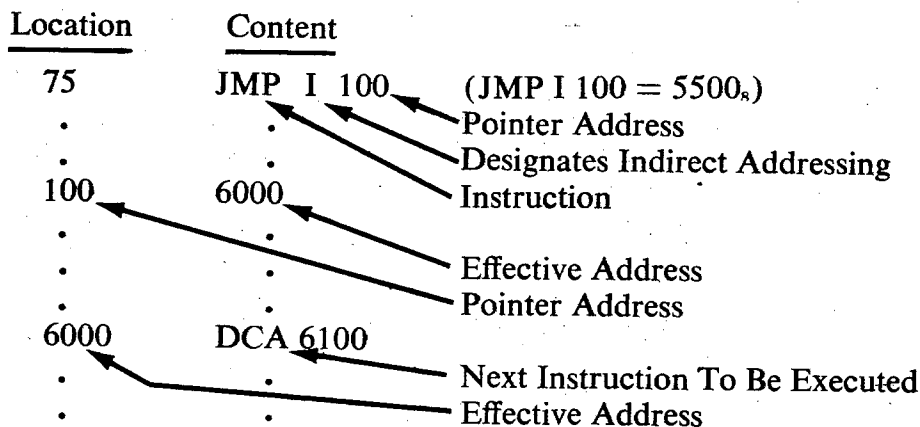 Location Content
75 JMP I 100 (JMP I 100 = 5500₈)
Pointer Address
Designates Indirect Addressing
100 6000 Instruction
Effective Address
Pointer Address
6000 DCA 6100
Next Instruction To Be Executed
Effective Address